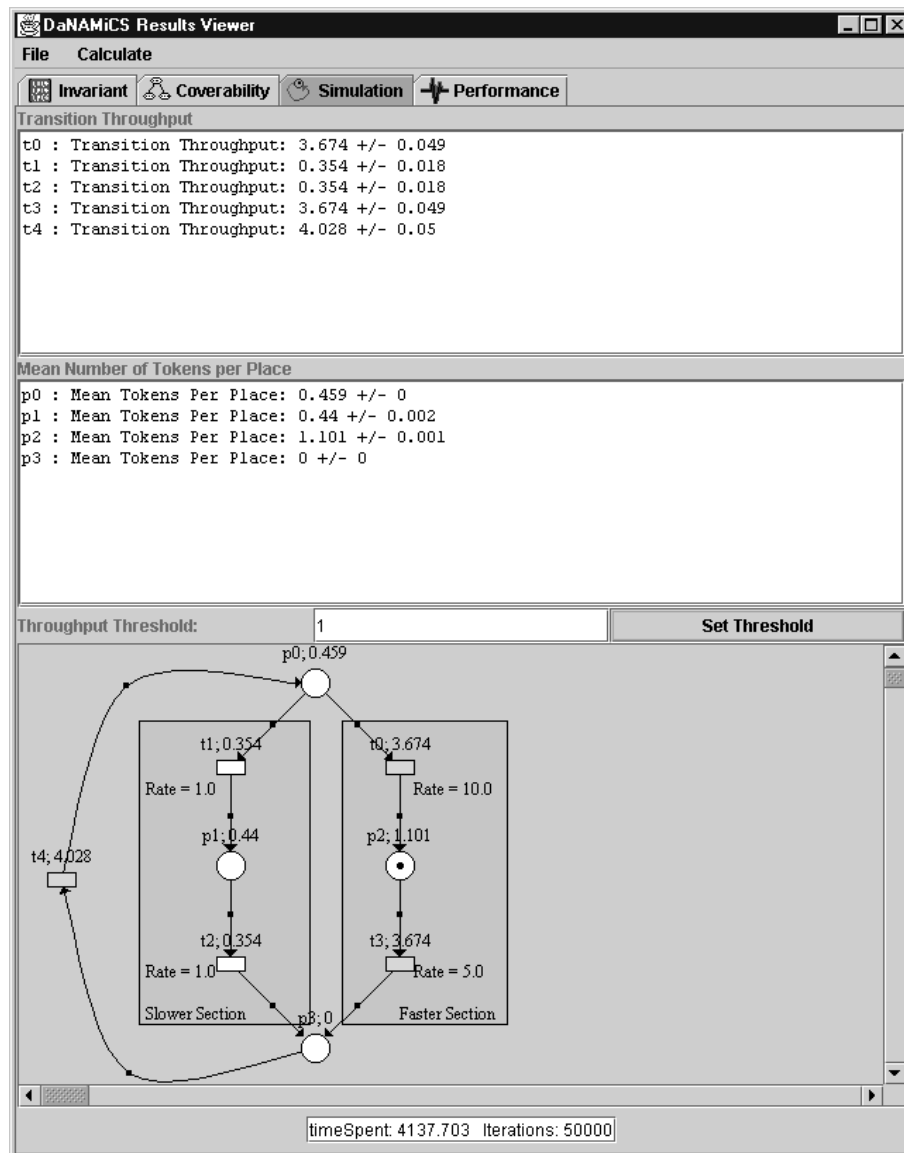 DaNAMiCS Results Viewer
File Calculate
Invariant Coverability Simulation Performance
Transition Throughput
t0 : Transition Throughput: 3.674 +/- 0.049
t1 : Transition Throughput: 0.354 +/- 0.018
t2 : Transition Throughput: 0.354 +/- 0.018
t3 : Transition Throughput: 3.674 +/- 0.049
t4 : Transition Throughput: 4.028 +/- 0.05
Mean Number of Tokens per Place
p0 : Mean Tokens Per Place: 0.459 +/- 0
p1 : Mean Tokens Per Place: 0.44 +/- 0.002
p2 : Mean Tokens Per Place: 1.101 +/- 0.001
p3 : Mean Tokens Per Place: 0 +/- 0
Throughput Threshold: 1 Set Threshold
p0; 0.459
t1; 0.354 t0; 3.674
Rate = 1.0 Rate = 10.0
p1; 0.44 p2; 1.101
t4; 4.028
t2; 0.354 t3; 3.674
Rate = 1.0 Rate = 5.0
Slower Section p3; 0 Faster Section
timeSpent: 4137.703 Iterations: 50000